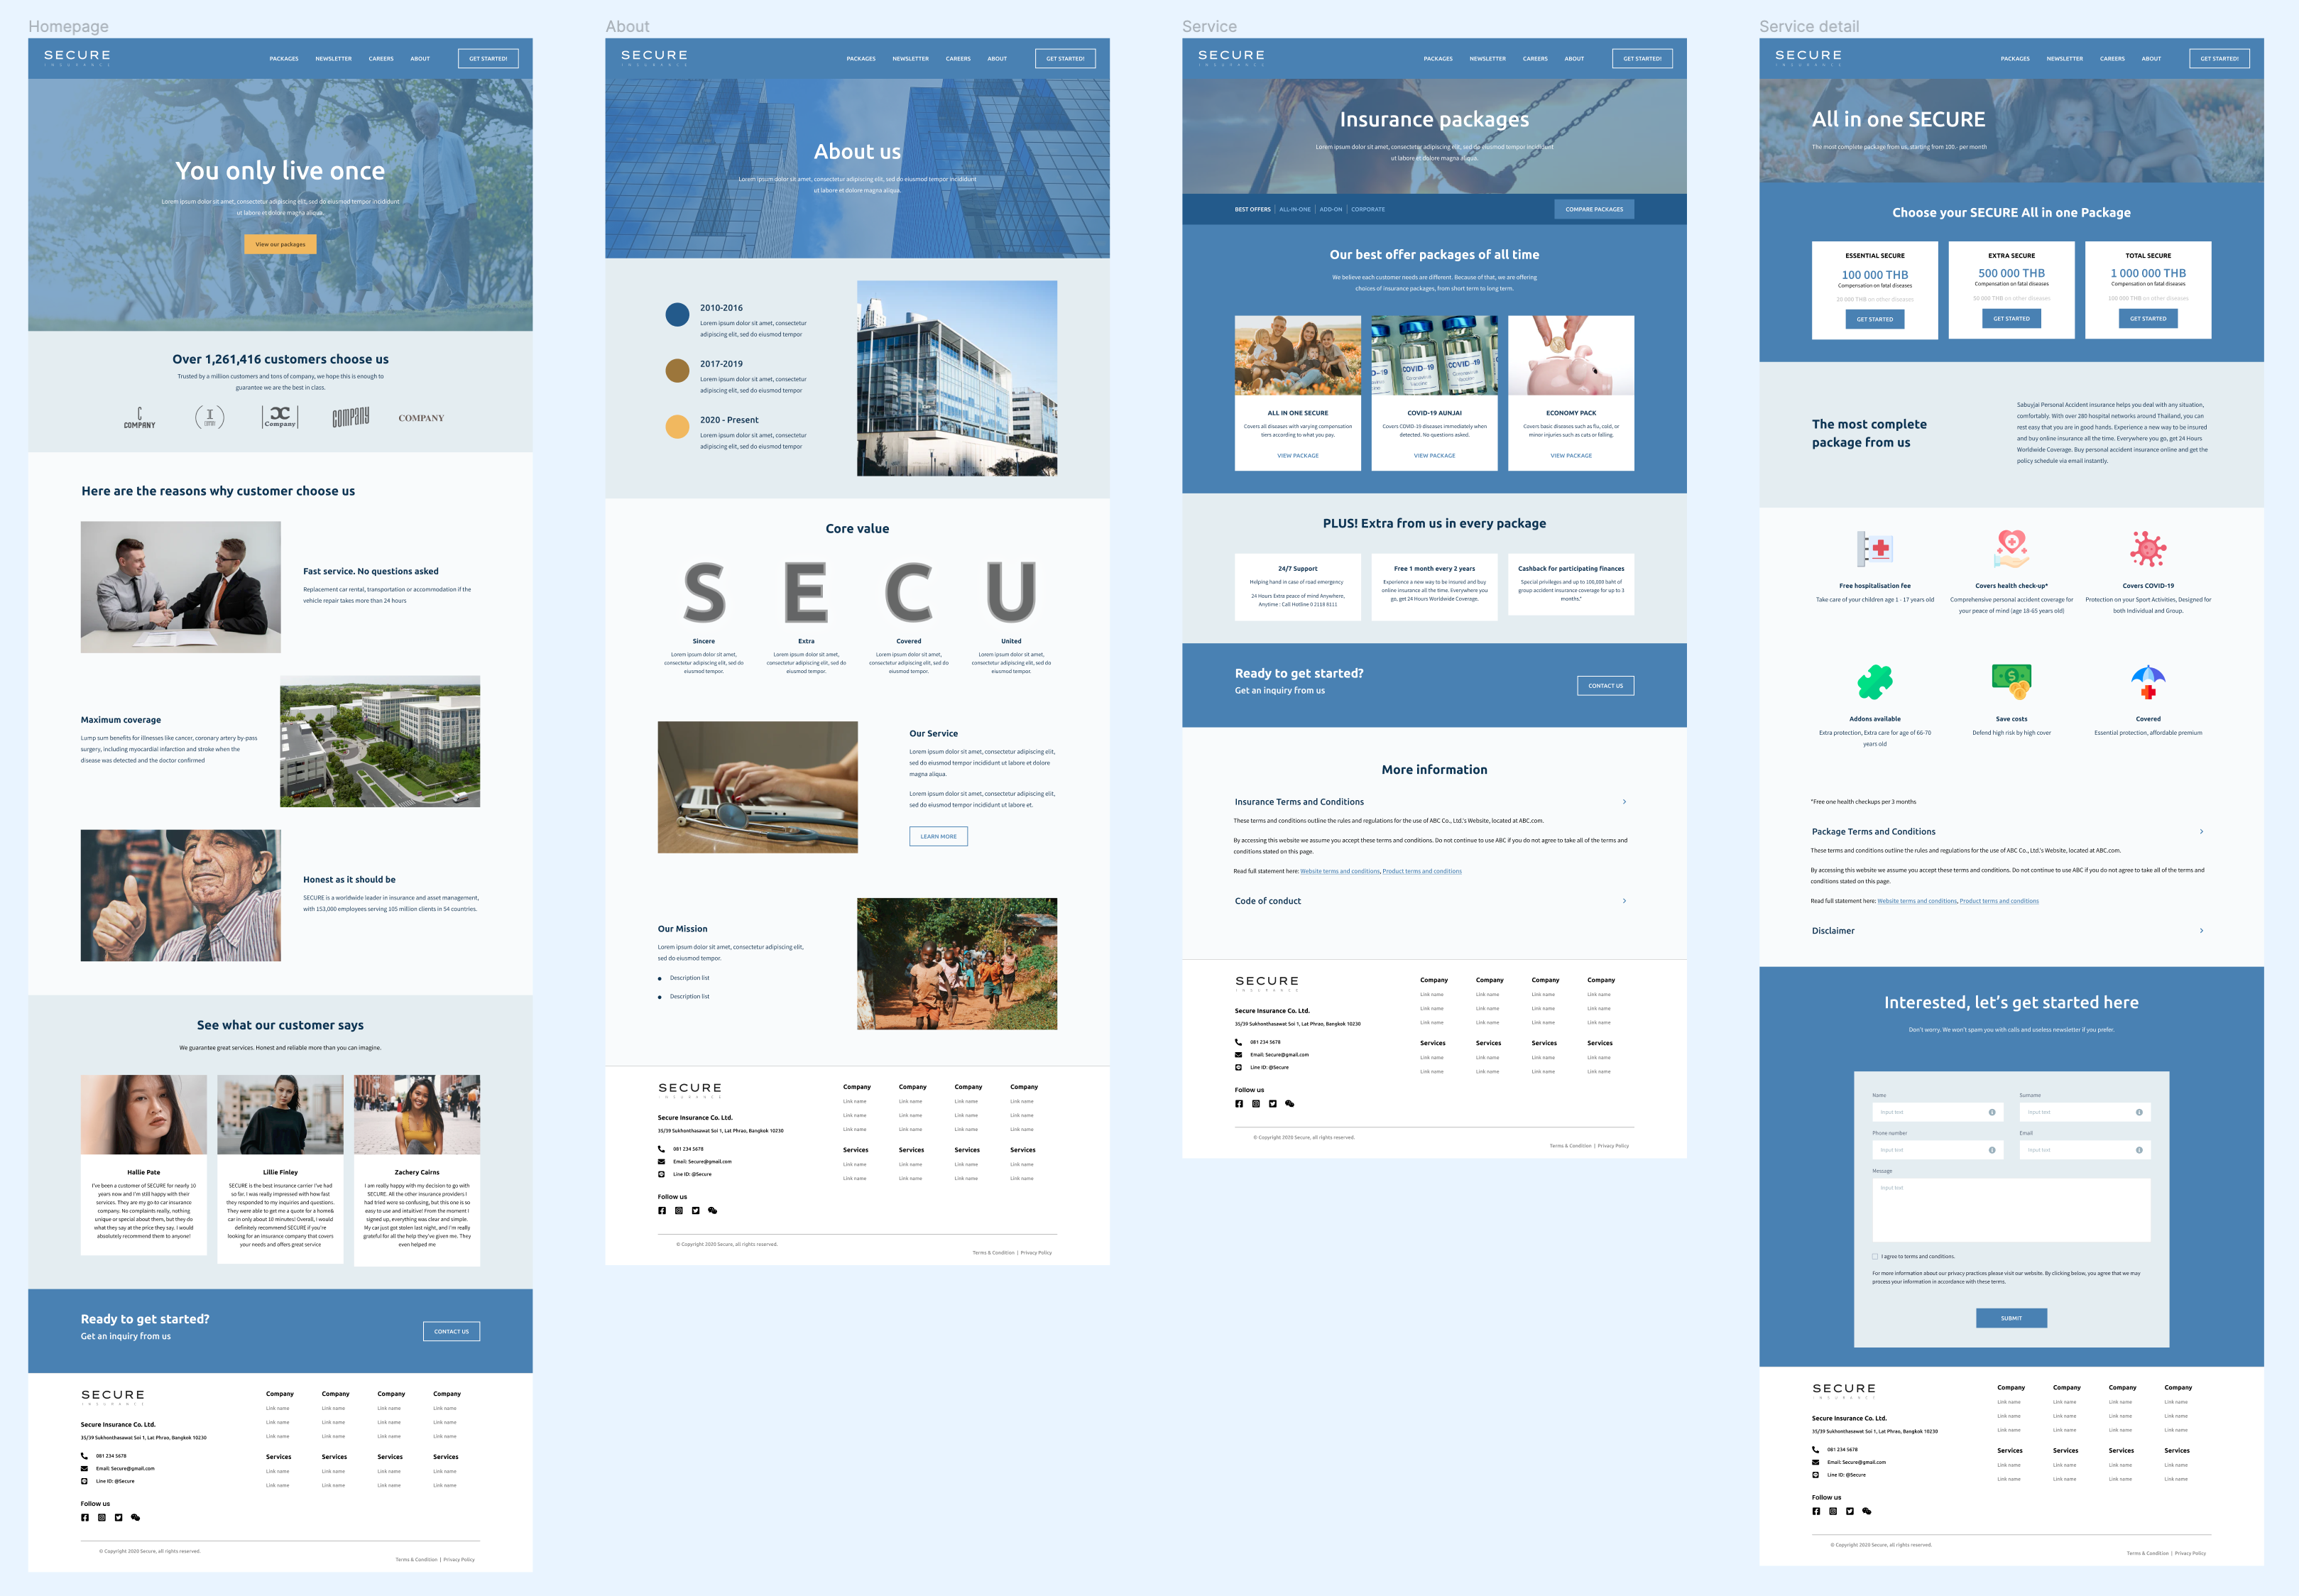 Homepage
SECURE
INSURANCE
PACKAGES
NEWSLETTER
CAREERS
ABOUT
GET STARTED!
You only live once
Lorem ipsum dolor sit amet, consectetur adipiscing elit, sed do eiusmod tempor incididunt
ut labore et dolore magna aliqua.
View our packages
Over 1,261,416 customers choose us
Trusted by a million customers and tons of company, we hope this is enough to
guarantee we are the best in class.
C
COMPANY
I
CC
Company
COMPANY
COMPANY
Here are the reasons why customer choose us
Fast service. No questions asked
Replacement car rental, transportation or accommodation if the
vehicle repair takes more than 24 hours
Maximum coverage
Lump sum benefits for illnesses like cancer, coronary artery by-pass
surgery, including myocardial infarction and stroke when the
disease was detected and the doctor confirmed
Honest as it should be
SECURE is a worldwide leader in insurance and asset management,
with 153,000 employees serving 105 million clients in 54 countries.
See what our customer says
We guarantee great services. Honest and reliable more than you can imagine.
Hallie Pate
I've been a customer of SECURE for nearly 10
years now and I'm still happy with their
services. They are my go-to car insurance
company. No complaints really, nothing
unique or special about them, but they do
what they say at the price they say. I would
absolutely recommend them to anyone!
Lillie Finley
SECURE is the best insurance carrier I've had
so far. I was really impressed with how fast
they responded to my inquiries and questions.
They were able to get me a quote for a home&
car in only about 10 minutes! Overall, I would
definitely recommend SECURE if you're
looking for an insurance company that covers
your needs and offers great service
Zachery Cairns
I am really happy with my decision to go with
SECURE. All the other insurance providers I
had tried were so confusing, but this one is so
easy to use and intuitive! From the moment I
signed up, everything was clear and simple.
My car just got stolen last night, and I'm really
grateful for all the help they've given me. They
even helped me
Ready to get started?
Get an inquiry from us
CONTACT US
SECURE
INSURANCE
Secure Insurance Co. Ltd.
35/39 Sukhonthasawat Soi 1, Lat Phrao, Bangkok 10230
081 234 5678
Email: Secure@gmail.com
Line ID: @Secure
Follow us
Company Company Company Company
Link name Link name Link name Link name
Link name Link name Link name Link name
Link name Link name Link name Link name
Services Services Services Services
Link name Link name Link name Link name
Link name Link name Link name Link name
© Copyright 2020 Secure, all rights reserved.
Terms & Condition | Privacy Policy
About
SECURE
INSURANCE
PACKAGES
NEWSLETTER
CAREERS
ABOUT
GET STARTED!
About us
Lorem ipsum dolor sit amet, consectetur adipiscing elit, sed do eiusmod tempor incididunt
ut labore et dolore magna aliqua.
2010-2016
Lorem ipsum dolor sit amet, consectetur
adipiscing elit, sed do eiusmod tempor
2017-2019
Lorem ipsum dolor sit amet, consectetur
adipiscing elit, sed do eiusmod tempor
2020 - Present
Lorem ipsum dolor sit amet, consectetur
adipiscing elit, sed do eiusmod tempor
Core value
S E C U
Sincere
Lorem ipsum dolor sit amet,
consectetur adipiscing elit, sed do
eiusmod tempor.
Extra
Lorem ipsum dolor sit amet,
consectetur adipiscing elit, sed do
eiusmod tempor.
Covered
Lorem ipsum dolor sit amet,
consectetur adipiscing elit, sed do
eiusmod tempor.
United
Lorem ipsum dolor sit amet,
consectetur adipiscing elit, sed do
eiusmod tempor.
Our Service
Lorem ipsum dolor sit amet, consectetur adipiscing elit,
sed do eiusmod tempor incididunt ut labore et dolore
magna aliqua.
Lorem ipsum dolor sit amet, consectetur adipiscing elit,
sed do eiusmod tempor incididunt ut labore et.
LEARN MORE
Our Mission
Lorem ipsum dolor sit amet, consectetur adipiscing elit,
sed do eiusmod tempor.
Description list
Description list
SECURE
INSURANCE
Secure Insurance Co. Ltd.
35/39 Sukhonthasawat Soi 1, Lat Phrao, Bangkok 10230
081 234 5678
Email: Secure@gmail.com
Line ID: @Secure
Follow us
Company Company Company Company
Link name Link name Link name Link name
Link name Link name Link name Link name
Link name Link name Link name Link name
Services Services Services Services
Link name Link name Link name Link name
Link name Link name Link name Link name
© Copyright 2020 Secure, all rights reserved.
Terms & Condition | Privacy Policy
Service
SECURE
INSURANCE
PACKAGES
NEWSLETTER
CAREERS
ABOUT
GET STARTED!
Insurance packages
Lorem ipsum dolor sit amet, consectetur adipiscing elit, sed do eiusmod tempor incididunt
ut labore et dolore magna aliqua.
BEST OFFERS | ALL-IN-ONE | ADD-ON | CORPORATE
COMPARE PACKAGES
Our best offer packages of all time
We believe each customer needs are different. Because of that, we are offering
choices of insurance packages, from short term to long term.
COVID-19
COVID-19
COVID-19
Coronavirus
Vaccine
ALL IN ONE SECURE
Covers all diseases with varying compensation
tiers according to what you pay.
VIEW PACKAGE
COVID-19 AUNJAI
Covers COVID-19 diseases immediately when
detected. No questions asked.
VIEW PACKAGE
ECONOMY PACK
Covers basic diseases such as flu, cold, or
minor injuries such as cuts or falling.
VIEW PACKAGE
PLUS! Extra from us in every package
24/7 Support
Helping hand in case of road emergency
24 Hours Extra peace of mind Anywhere,
Anytime : Call Hotline 0 2118 8111
Free 1 month every 2 years
Experience a new way to be insured and buy
online insurance all the time. Everywhere you
go, get 24 Hours Worldwide Coverage.
Cashback for participating finances
Special privileges and up to 100,000 baht of
group accident insurance coverage for up to 3
months.*
Ready to get started?
Get an inquiry from us
CONTACT US
More information
Insurance Terms and Conditions
These terms and conditions outline the rules and regulations for the use of ABC Co., Ltd.'s Website, located at ABC.com.
By accessing this website we assume you accept these terms and conditions. Do not continue to use ABC if you do not agree to take all of the terms and
conditions stated on this page.
Read full statement here: Website terms and conditions, Product terms and conditions
Code of conduct
SECURE
INSURANCE
Secure Insurance Co. Ltd.
35/39 Sukhonthasawat Soi 1, Lat Phrao, Bangkok 10230
081 234 5678
Email: Secure@gmail.com
Line ID: @Secure
Follow us
Company Company Company Company
Link name Link name Link name Link name
Link name Link name Link name Link name
Link name Link name Link name Link name
Services Services Services Services
Link name Link name Link name Link name
Link name Link name Link name Link name
© Copyright 2020 Secure, all rights reserved.
Terms & Condition | Privacy Policy
Service detail
SECURE
INSURANCE
PACKAGES
NEWSLETTER
CAREERS
ABOUT
GET STARTED!
All in one SECURE
The most complete package from us, starting from 100.- per month
Choose your SECURE All in one Package
ESSENTIAL SECURE
100 000 THB
Compensation on fatal diseases
20 000 THB on other diseases
GET STARTED
EXTRA SECURE
500 000 THB
Compensation on fatal diseases
50 000 THB on other diseases
GET STARTED
TOTAL SECURE
1 000 000 THB
Compensation on fatal diseases
100 000 THB on other diseases
GET STARTED
The most complete
package from us
Sabuyjai Personal Accident insurance helps you deal with any situation,
comfortably. With over 280 hospital networks around Thailand, you can
rest easy that you are in good hands. Experience a new way to be insured
and buy online insurance all the time. Everywhere you go, get 24 Hours
Worldwide Coverage. Buy personal accident insurance online and get the
policy schedule via email instantly.
Free hospitalisation fee
Take care of your children age 1 - 17 years old
Covers health check-up*
Comprehensive personal accident coverage for
your peace of mind (age 18-65 years old)
Covers COVID-19
Protection on your Sport Activities, Designed for
both Individual and Group.
Addons available
Extra protection, Extra care for age of 66-70
years old
Save costs
Defend high risk by high cover
Covered
Essential protection, affordable premium
*Free one health checkups per 3 months
Package Terms and Conditions
These terms and conditions outline the rules and regulations for the use of ABC Co., Ltd.'s Website, located at ABC.com.
By accessing this website we assume you accept these terms and conditions. Do not continue to use ABC if you do not agree to take all of the terms and
conditions stated on this page.
Read full statement here: Website terms and conditions, Product terms and conditions
Disclaimer
Interested, let's get started here
Don't worry. We won't spam you with calls and useless newsletter if you prefer.
Name
Input text
Surname
Input text
Phone number
Input text
Email
Input text
Message
Input text
I agree to terms and conditions.
For more information about our privacy practices please visit our website. By clicking below, you agree that we may
process your information in accordance with these terms.
SUBMIT
SECURE
INSURANCE
Secure Insurance Co. Ltd.
35/39 Sukhonthasawat Soi 1, Lat Phrao, Bangkok 10230
081 234 5678
Email: Secure@gmail.com
Line ID: @Secure
Follow us
Company Company Company Company
Link name Link name Link name Link name
Link name Link name Link name Link name
Link name Link name Link name Link name
Services Services Services Services
Link name Link name Link name Link name
Link name Link name Link name Link name
© Copyright 2020 Secure, all rights reserved.
Terms & Condition | Privacy Policy